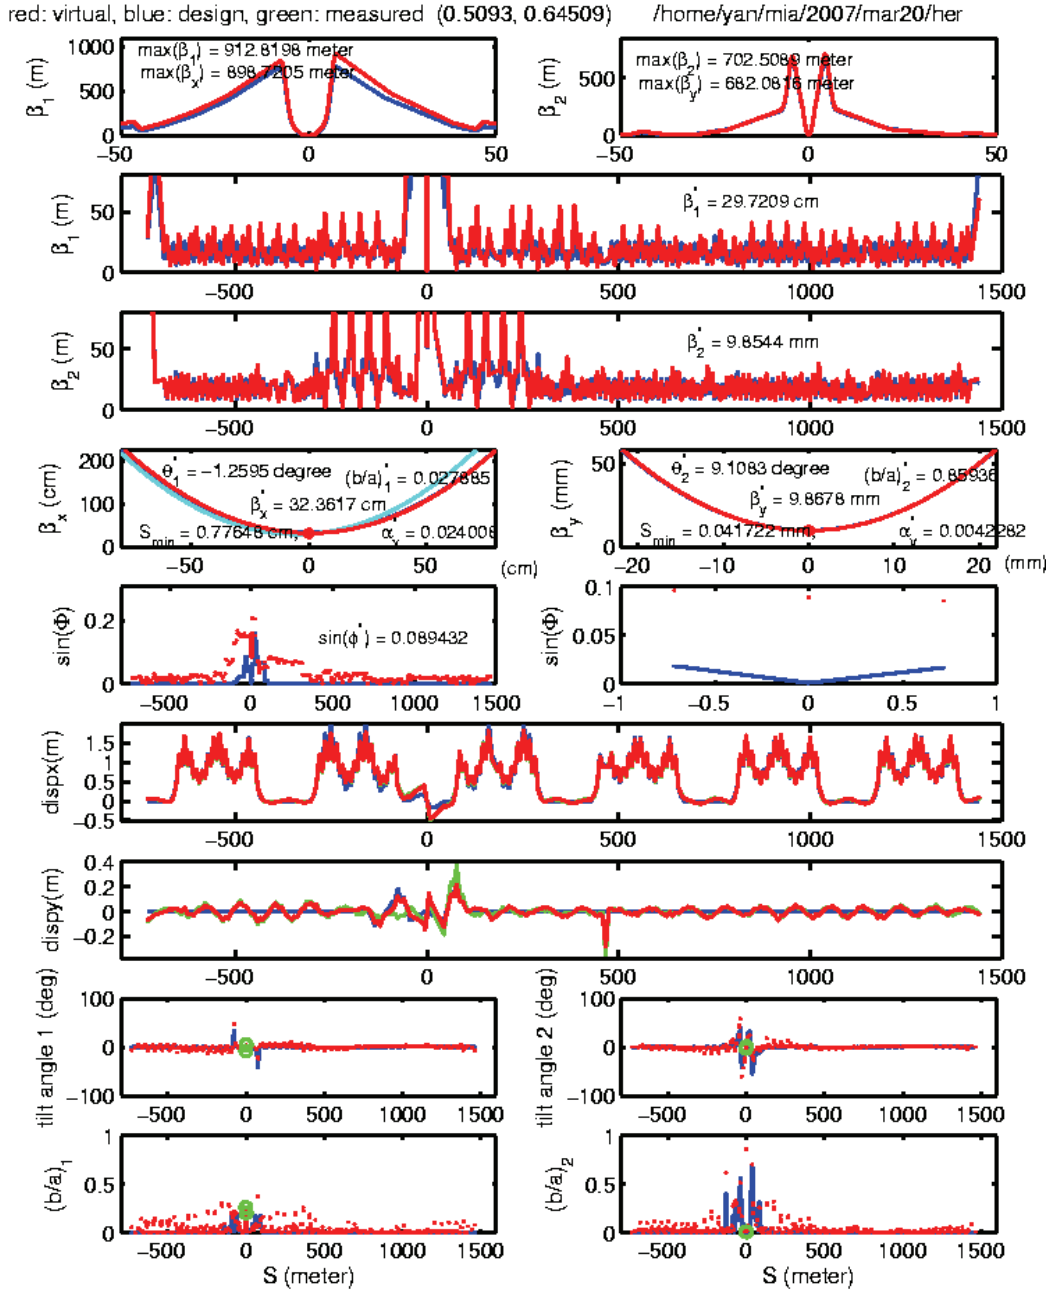 red: virtual, blue: design, green: measured (0.5093, 0.64509) /home/yan/mia/2007/mar20/her
max(β1) = 912.8198 meter
max(βx) = 898.7205 meter
β1 (m)
1000
500
0
−50 0 50
max(β2) = 702.5089 meter
max(βy) = 682.0816 meter
β2 (m)
500
0
−50 0 50
β1 (m)
50
0
β1* = 29.7209 cm
−500 0 500 1000 1500
β2 (m)
50
0
β2* = 9.8544 mm
−500 0 500 1000 1500
βx (cm)
200
100
0
θ1* = −1.2595 degree
(b/a)1* = 0.027885
βx* = 32.3617 cm
Smin = 0.77648 cm, αx* = 0.024008
−50 0 50 (cm)
βy (mm)
50
0
θ2* = 9.1083 degree
(b/a)2* = 0.85936
βy* = 9.8678 mm
Smin = 0.041722 mm, αy* = 0.0042282
−20 −10 0 10 20 (mm)
sin(Φ)
0.2
0
sin(ϕ*) = 0.089432
−500 0 500 1000 1500
sin(Φ)
0.1
0.05
0
−1 −0.5 0 0.5 1
dispx(m)
1.5
1
0.5
0
−0.5
−500 0 500 1000 1500
dispy(m)
0.4
0.2
0
−0.2
−500 0 500 1000 1500
tilt angle 1 (deg)
100
0
−100
−500 0 500 1000 1500
tilt angle 2 (deg)
100
0
−100
−500 0 500 1000 1500
(b/a)1
1
0.5
0
−500 0 500 1000 1500
S (meter)
(b/a)2
1
0.5
0
−500 0 500 1000 1500
S (meter)